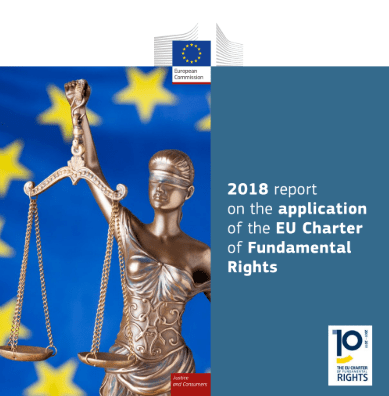 European
Commission
2018 report
on the application
of the EU Charter
of Fundamental
Rights
Justice
and Consumers
10
THE EU CHARTER
OF FUNDAMENTAL
RIGHTS